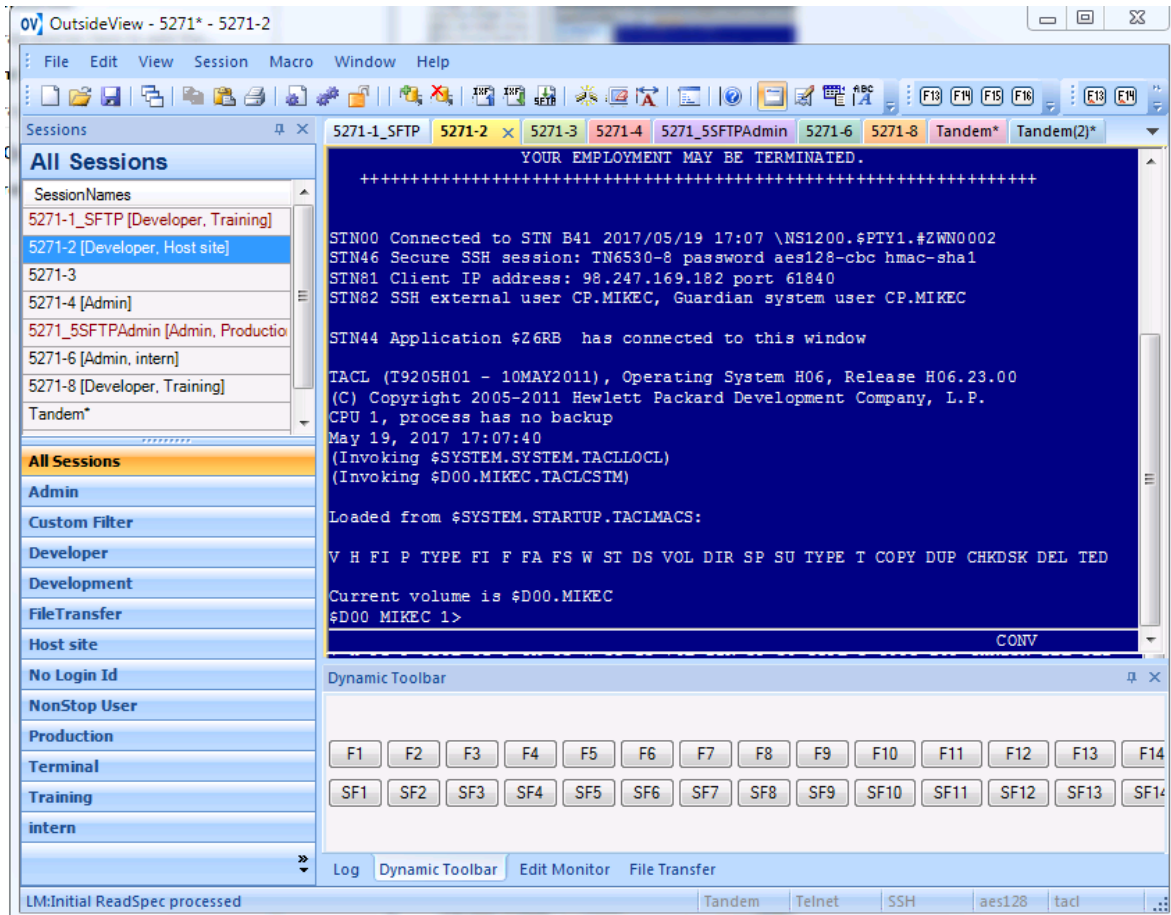 OutsideView - 5271* - 5271-2
File Edit View Session Macro Window Help
F13 F14 F15 F16 F13 F14
Sessions
All Sessions
SessionNames
5271-1_SFTP [Developer, Training]
5271-2 [Developer, Host site]
5271-3
5271-4 [Admin]
5271_5SFTPAdmin [Admin, Productio
5271-6 [Admin, intern]
5271-8 [Developer, Training]
Tandem*
All Sessions
Admin
Custom Filter
Developer
Development
FileTransfer
Host site
No Login Id
NonStop User
Production
Terminal
Training
intern
5271-1_SFTP 5271-2 5271-3 5271-4 5271_5SFTPAdmin 5271-6 5271-8 Tandem* Tandem(2)*
YOUR EMPLOYMENT MAY BE TERMINATED.
+++++++++++++++++++++++++++++++++++++++++++++++++++++++++++++++++++
STN00 Connected to STN B41 2017/05/19 17:07 \NS1200.$PTY1.#ZWN0002
STN46 Secure SSH session: TN6530-8 password aes128-cbc hmac-sha1
STN81 Client IP address: 98.247.169.182 port 61840
STN82 SSH external user CP.MIKEC, Guardian system user CP.MIKEC
STN44 Application $Z6RB has connected to this window
TACL (T9205H01 - 10MAY2011), Operating System H06, Release H06.23.00
(C) Copyright 2005-2011 Hewlett Packard Development Company, L.P.
CPU 1, process has no backup
May 19, 2017 17:07:40
(Invoking $SYSTEM.SYSTEM.TACLLOCL)
(Invoking $D00.MIKEC.TACLCSTM)
Loaded from $SYSTEM.STARTUP.TACLMACS:
V H FI P TYPE FI F FA FS W ST DS VOL DIR SP SU TYPE T COPY DUP CHKDSK DEL TED
Current volume is $D00.MIKEC
$D00 MIKEC 1>
CONV
Dynamic Toolbar
F1 F2 F3 F4 F5 F6 F7 F8 F9 F10 F11 F12 F13 F14
SF1 SF2 SF3 SF4 SF5 SF6 SF7 SF8 SF9 SF10 SF11 SF12 SF13 SF14
Log Dynamic Toolbar Edit Monitor File Transfer
LM:Initial ReadSpec processed Tandem Telnet SSH aes128 tacl